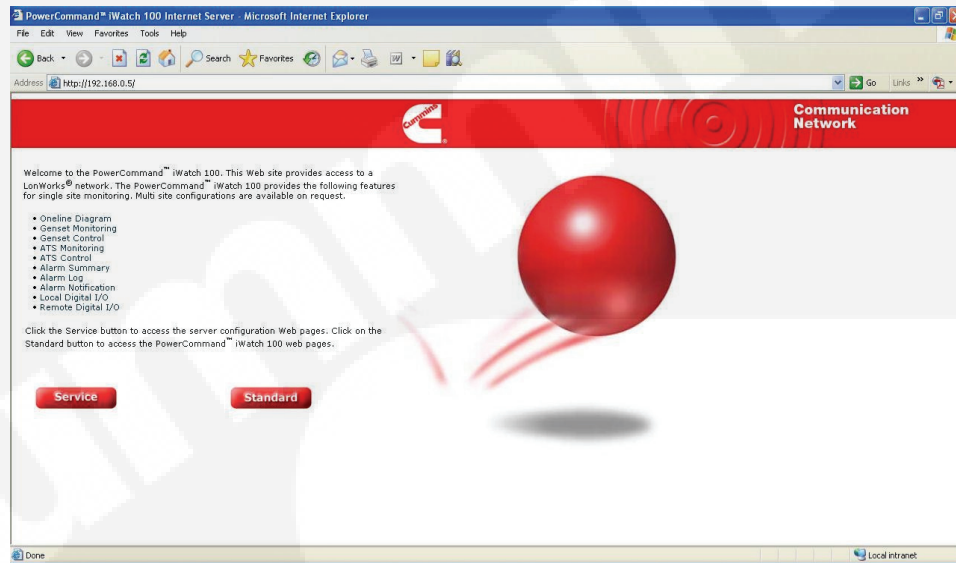 PowerCommand™ iWatch 100 Internet Server - Microsoft Internet Explorer
File Edit View Favorites Tools Help
Back Search Favorites
Address http://192.168.0.5/ Go Links »
Cummins
Communication
Network
Welcome to the PowerCommand™ iWatch 100. This Web site provides access to a
LonWorks® network. The PowerCommand™ iWatch 100 provides the following features
for single site monitoring. Multi site configurations are available on request.
• Oneline Diagram
• Genset Monitoring
• Genset Control
• ATS Monitoring
• ATS Control
• Alarm Summary
• Alarm Log
• Alarm Notification
• Local Digital I/O
• Remote Digital I/O
Click the Service button to access the server configuration Web pages. Click on the
Standard button to access the PowerCommand™ iWatch 100 web pages.
Service Standard
Done Local intranet